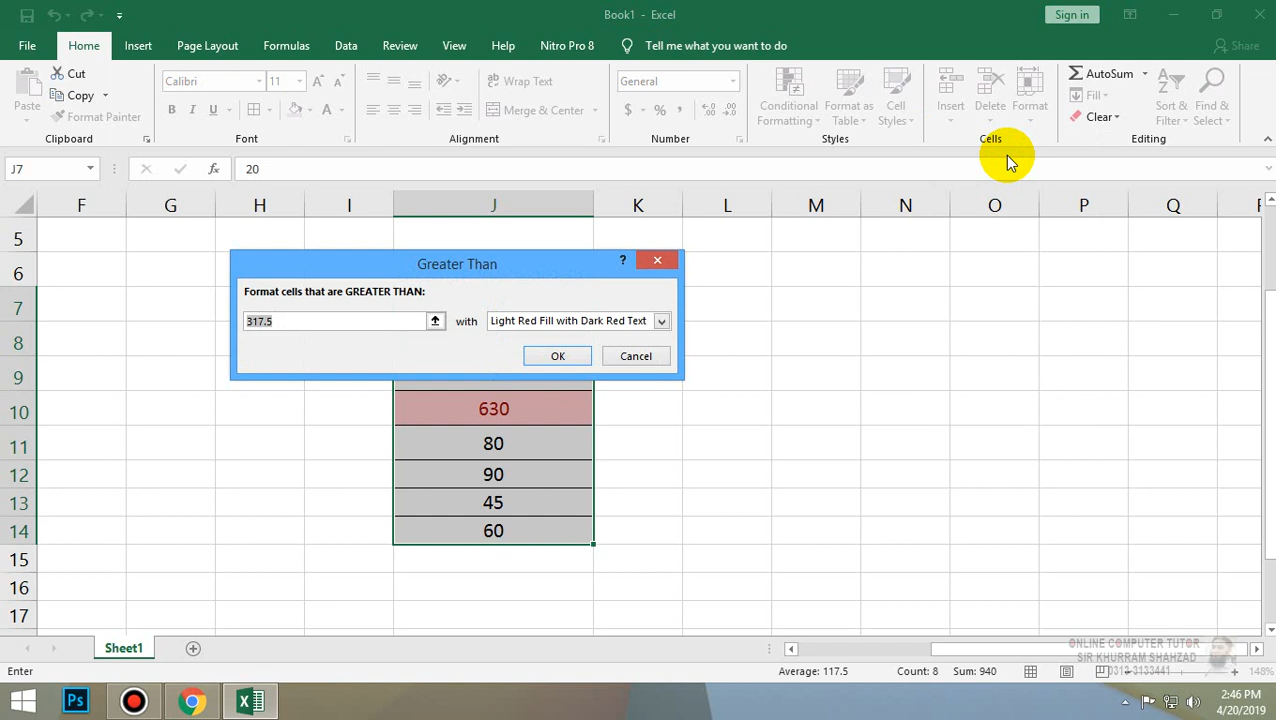 Book1 - Excel
Sign in
File Home Insert Page Layout Formulas Data Review View Help Nitro Pro 8 Tell me what you want to do Share
Paste
Cut
Copy
Format Painter
Clipboard
Calibri 11
B I U
A
Font
Wrap Text
Merge & Center
Alignment
General
$ % ,
Number
Conditional Formatting
Format as Table
Cell Styles
Styles
Insert Delete Format
Cells
AutoSum
Fill
Clear
Sort & Filter
Find & Select
Editing
J7 fx 20
F G H I J K L M N O P Q
5
6
7
8
9
10 630
11 80
12 90
13 45
14 60
15
16
17
Greater Than ?
Format cells that are GREATER THAN:
317.5 with Light Red Fill with Dark Red Text
OK Cancel
Sheet1
ONLINE COMPUTER TUTOR
SIR KHURRAM SHAHZAD
0313-3133441
Enter Average: 117.5 Count: 8 Sum: 940 148%
Ps
2:46 PM
4/20/2019